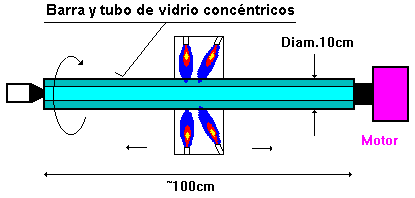 Barra y tubo de vidrio concéntricos
Diam.10cm
Motor
~100cm